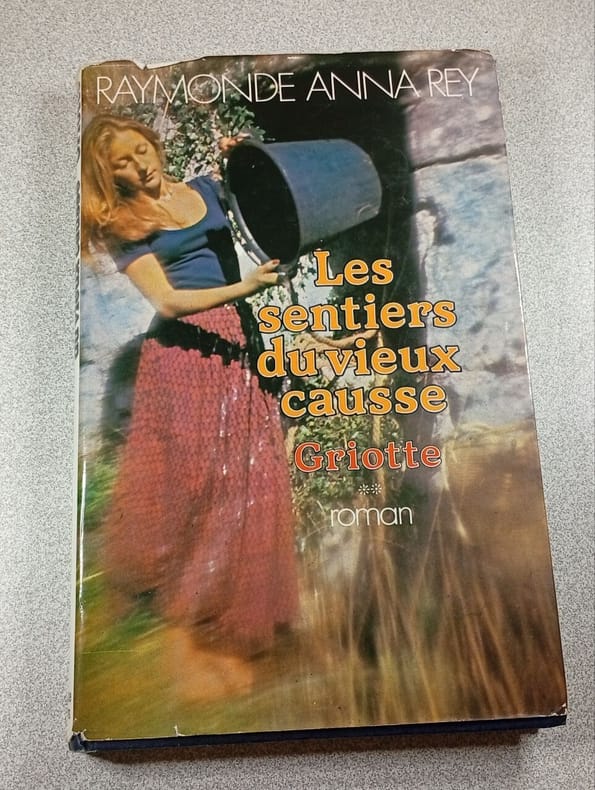 RAYMONDE ANNA REY
Les
sentiers
du vieux
causse
Griotte
**
roman